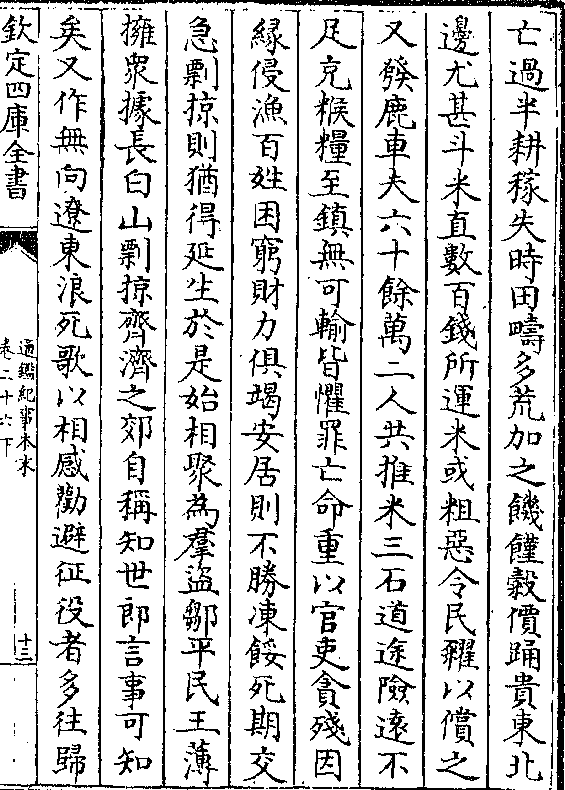 亡過半耕稼失時田疇多荒加之饑饉穀價踊貴東北
邊尤甚斗米直數百錢所運米或粗惡令民糴以償之
又發鹿車夫六十餘萬二人共推米三石道途險遠不
足充糇糧至鎮無可輸皆懼罪亡命重以官吏貪殘因
緣侵漁百姓困窮財力俱竭安居則不勝凍餒死期交
急剽掠則猶得延生於是始相聚為羣盜鄒平民王薄
擁衆據長白山剽掠齊濟之郊自稱知世郎言事可知
矣又作無向遼東浪死歌以相感勸避征役者多往歸
欽定四庫全書
通鑑紀事本末
卷二十六下
十三